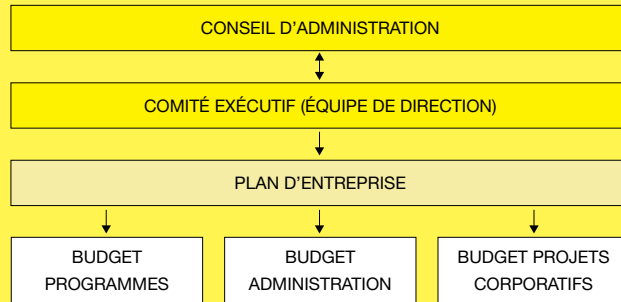 CONSEIL D'ADMINISTRATION
COMITÉ EXÉCUTIF (ÉQUIPE DE DIRECTION)
PLAN D'ENTREPRISE
BUDGET
PROGRAMMES
BUDGET
ADMINISTRATION
BUDGET PROJETS
CORPORATIFS